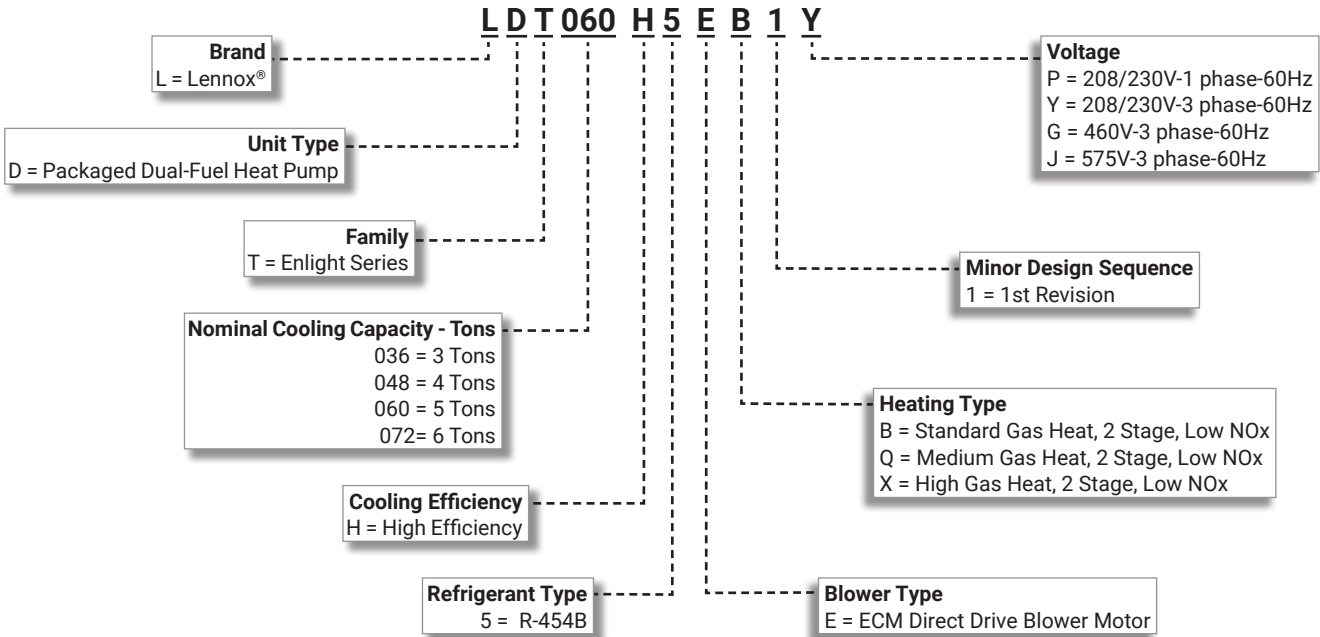 L D T 060 H 5 E B 1 Y
Brand
L = Lennox®
Unit Type
D = Packaged Dual-Fuel Heat Pump
Family
T = Enlight Series
Nominal Cooling Capacity - Tons
036 = 3 Tons
048 = 4 Tons
060 = 5 Tons
072= 6 Tons
Cooling Efficiency
H = High Efficiency
Refrigerant Type
5 = R-454B
Voltage
P = 208/230V-1 phase-60Hz
Y = 208/230V-3 phase-60Hz
G = 460V-3 phase-60Hz
J = 575V-3 phase-60Hz
Minor Design Sequence
1 = 1st Revision
Heating Type
B = Standard Gas Heat, 2 Stage, Low NOx
Q = Medium Gas Heat, 2 Stage, Low NOx
X = High Gas Heat, 2 Stage, Low NOx
Blower Type
E = ECM Direct Drive Blower Motor